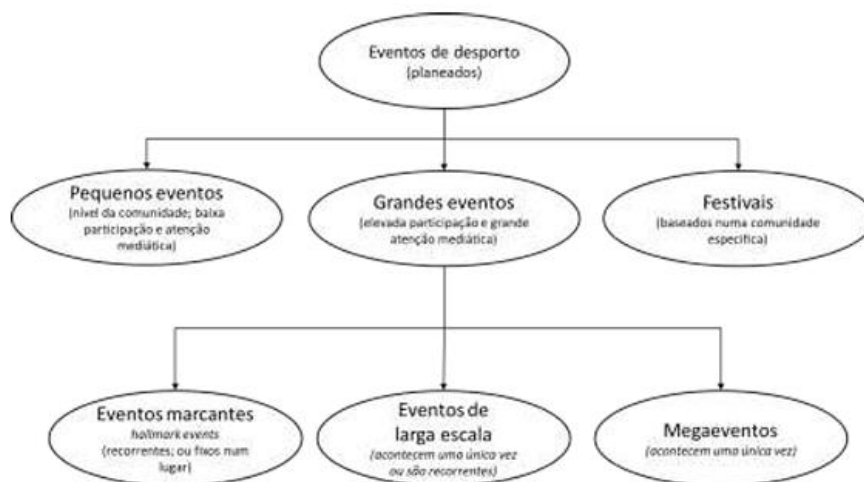 Eventos de desporto
(planeados)
Pequenos eventos
(nível da comunidade; baixa
participação e atenção
mediática)
Grandes eventos
(elevada participação e grande
atenção mediática)
Festivais
(baseados numa comunidade
específica)
Eventos marcantes
hallmark events
(recorrentes; ou fixos num
lugar)
Eventos de
larga escala
(acontecem uma única vez
ou são recorrentes)
Megaeventos
(acontecem uma única vez)